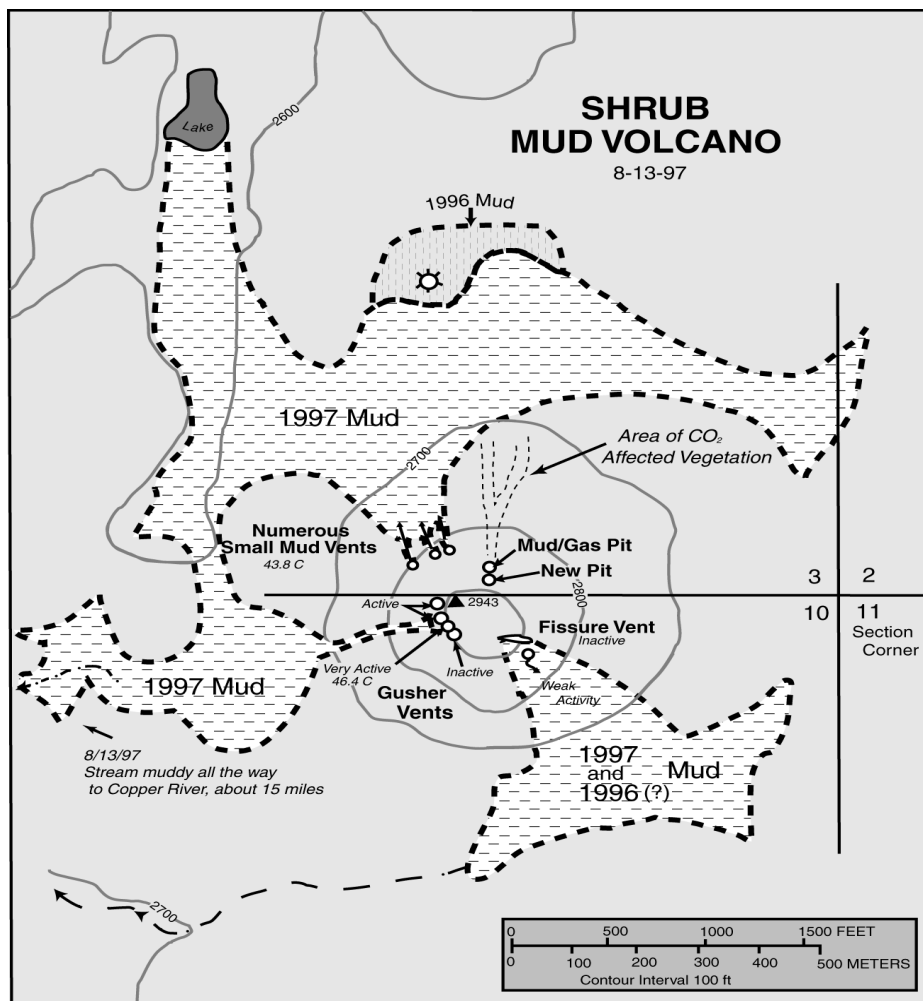 SHRUB
MUD VOLCANO
8-13-97
Lake
2600
1996 Mud
1997 Mud
2700
Area of CO₂
Affected Vegetation
Numerous
Small Mud Vents
43.8 C
Mud/Gas Pit
New Pit
2800
3 2
10 11
Section
Corner
Active
2943
Fissure Vent
Inactive
Very Active
46.4 C
Inactive
Gusher
Vents
Weak
Activity
1997 Mud
8/13/97
Stream muddy all the way
to Copper River, about 15 miles
1997
and
1996 (?)
Mud
2700
0 500 1000 1500 FEET
0 100 200 300 400 500 METERS
Contour Interval 100 ft